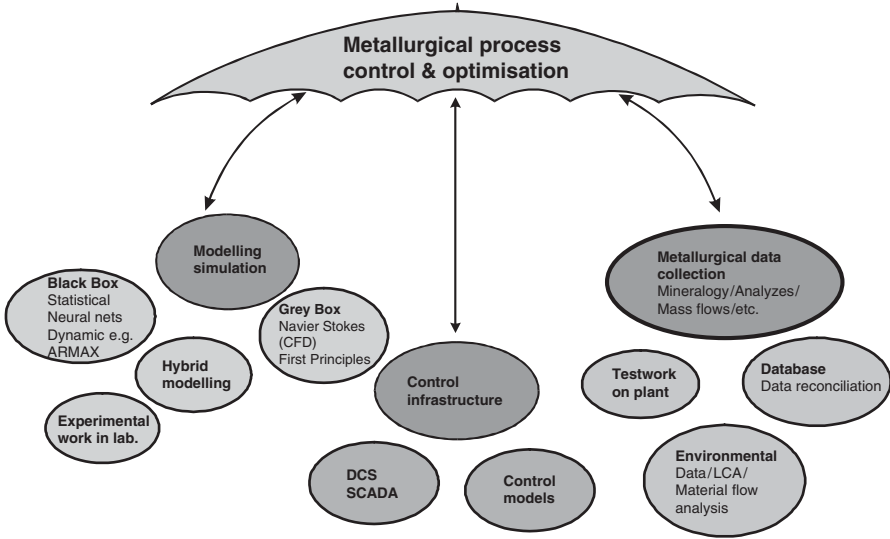 Metallurgical process
control & optimisation
Modelling
simulation
Black Box
Statistical
Neural nets
Dynamic e.g.
ARMAX
Grey Box
Navier Stokes
(CFD)
First Principles
Hybrid
modelling
Experimental
work in lab.
Control
infrastructure
DCS
SCADA
Control
models
Metallurgical data
collection
Mineralogy/Analyzes/
Mass flows/etc.
Testwork
on plant
Database
Data reconciliation
Environmental
Data/LCA/
Material flow
analysis